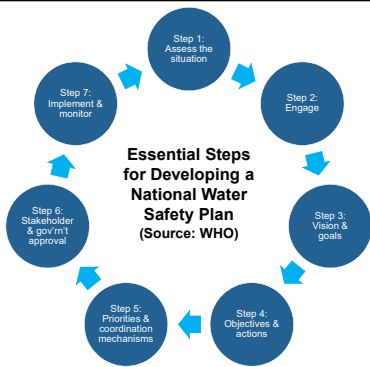 Step 1:
Assess the
situation
Step 2:
Engage
Step 3:
Vision &
goals
Step 4:
Objectives &
actions
Step 5:
Priorities &
coordination
mechanisms
Step 6:
Stakeholder
& gov'rn't
approval
Step 7:
Implement &
monitor
Essential Steps
for Developing a
National Water
Safety Plan
(Source: WHO)